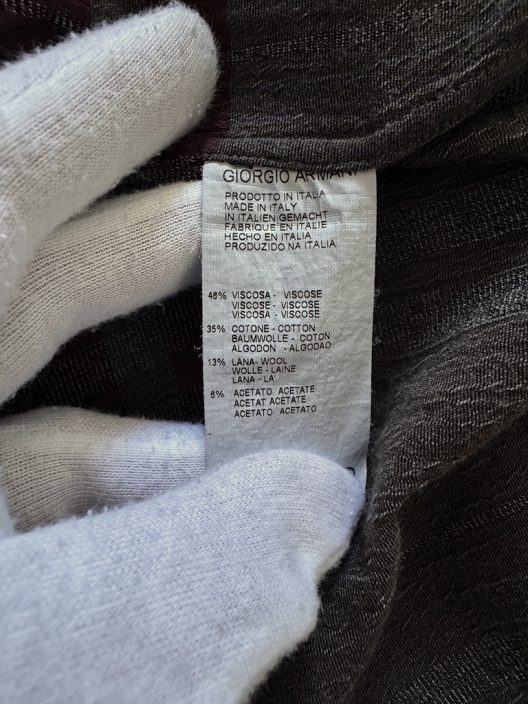 GIORGIO ARMANI
PRODOTTO IN ITALA
MADE IN ITALY
IN ITALIEN GEMACHT
FABRIQUE EN ITALIE
HECHO EN ITALIA
PRODUZIDO NA ITALIA
46% VISCOSA - VISCOSE
VISCOSE - VISCOSE
VISCOSA - VISCOSE
35% COTONE - COTTON
BAUMWOLLE - COTON
ALGODON - ALGODAO
13% LANA- WOOL
WOLLE - LAINE
LANA - LA'
6% ACETATO ACETATE
ACETAT ACETATE
ACETATO ACETATO